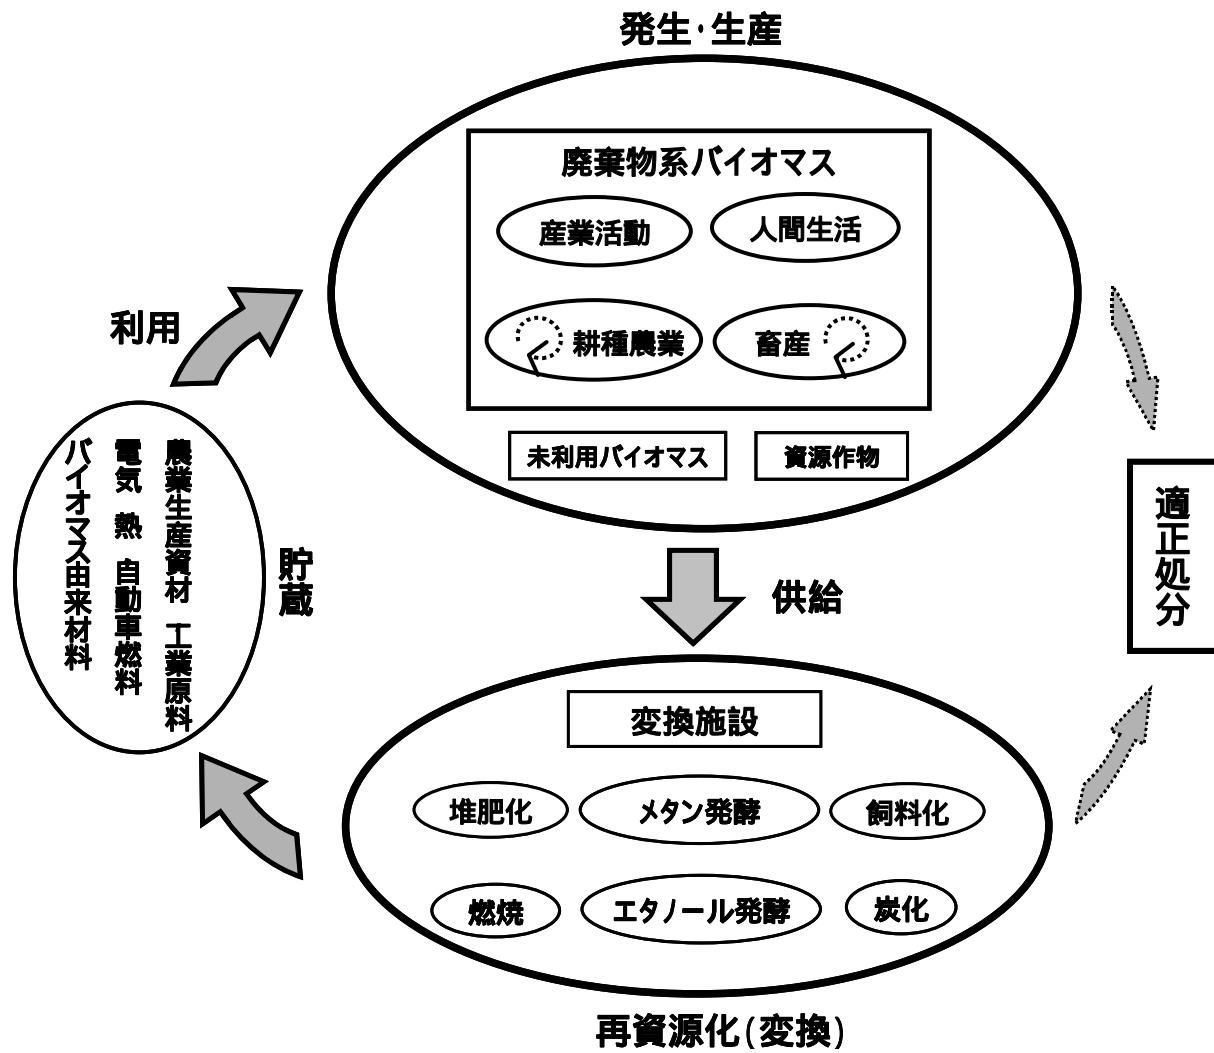 発生・生産
廃棄物系バイオマス
産業活動
人間生活
耕種農業
畜産
未利用バイオマス
資源作物
利用
農業生産資材 工業原料
電気 熱 自動車燃料
バイオマス由来材料
貯蔵
供給
適正処分
変換施設
堆肥化
メタン発酵
飼料化
燃焼
エタノール発酵
炭化
再資源化(変換)